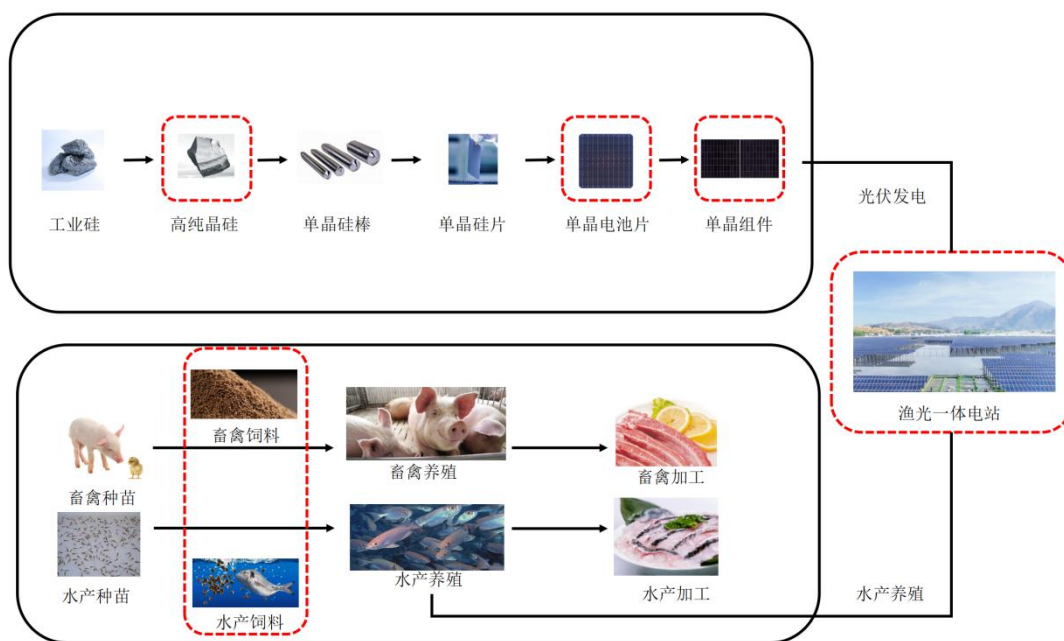 工业硅
高纯晶硅
单晶硅棒
单晶硅片
单晶电池片
单晶组件
光伏发电
渔光一体电站
畜禽饲料
畜禽种苗
畜禽养殖
畜禽加工
水产种苗
水产饲料
水产养殖
水产加工
水产养殖